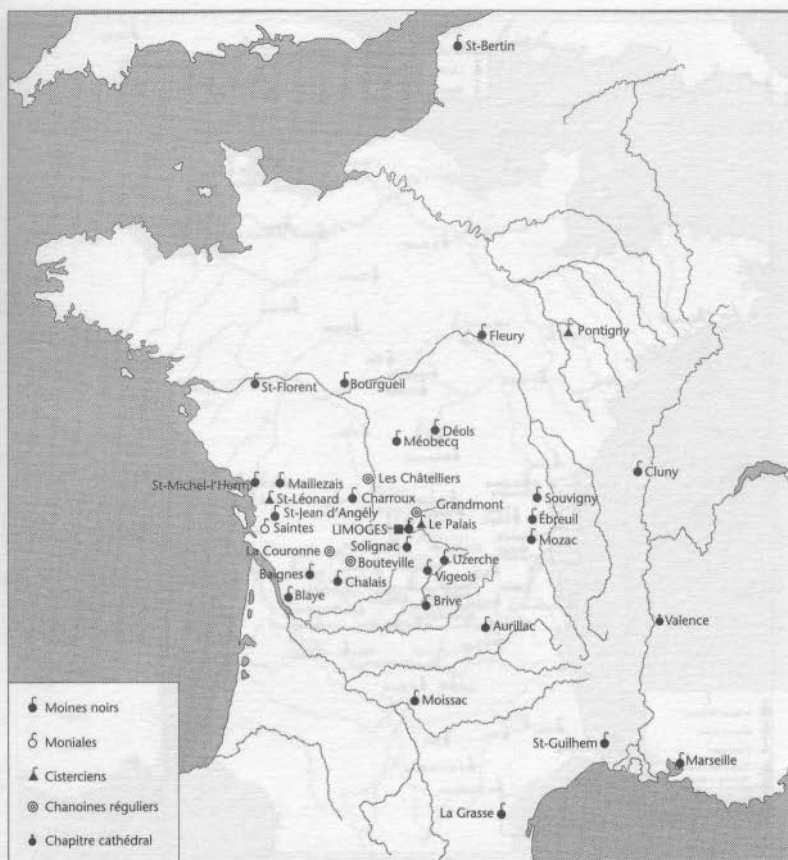 St-Bertin
Fleury
Pontigny
St-Florent
Bourgueil
Déols
Méobecq
Cluny
St-Michel-l'Herm
Maillezais
Les Châtelliers
St-Léonard
Charroux
Souvigny
Grandmont
St-Jean d'Angély
Ébreuil
Saintes
LIMOGES
Le Palais
Mozac
Solignac
La Couronne
Bouteville
Uzerche
Baignes
Vigeois
Chalais
Blaye
Brive
Valence
Aurillac
Moissac
St-Guilhem
Marseille
La Grasse
Moines noirs
Moniales
Cisterciens
Chanoines réguliers
Chapitre cathédral